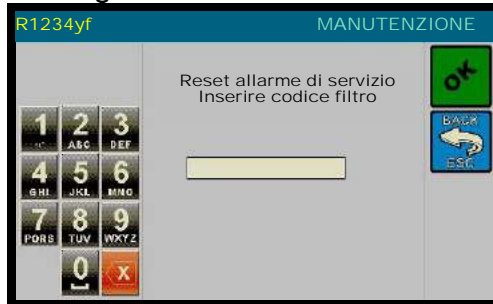 R1234yf
MANUTENZIONE
Reset allarme di servizio
Inserire codice filtro
OK
BACK
ESC
1
2 ABC
3 DEF
4 GHI
5 JKL
6 MNO
7 PQRS
8 TUV
9 WXYZ
0
X